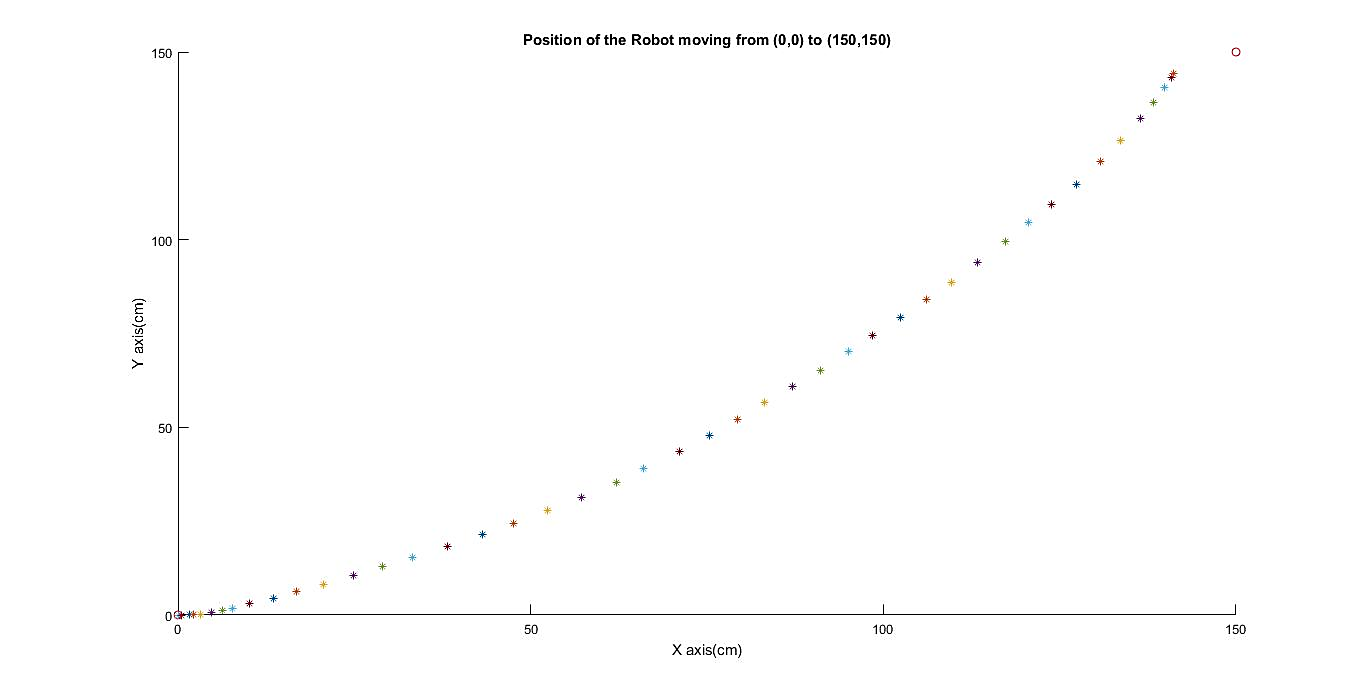 Position of the Robot moving from (0,0) to (150,150)
150
100
Y axis(cm)
50
0
0 50 100 150
X axis(cm)